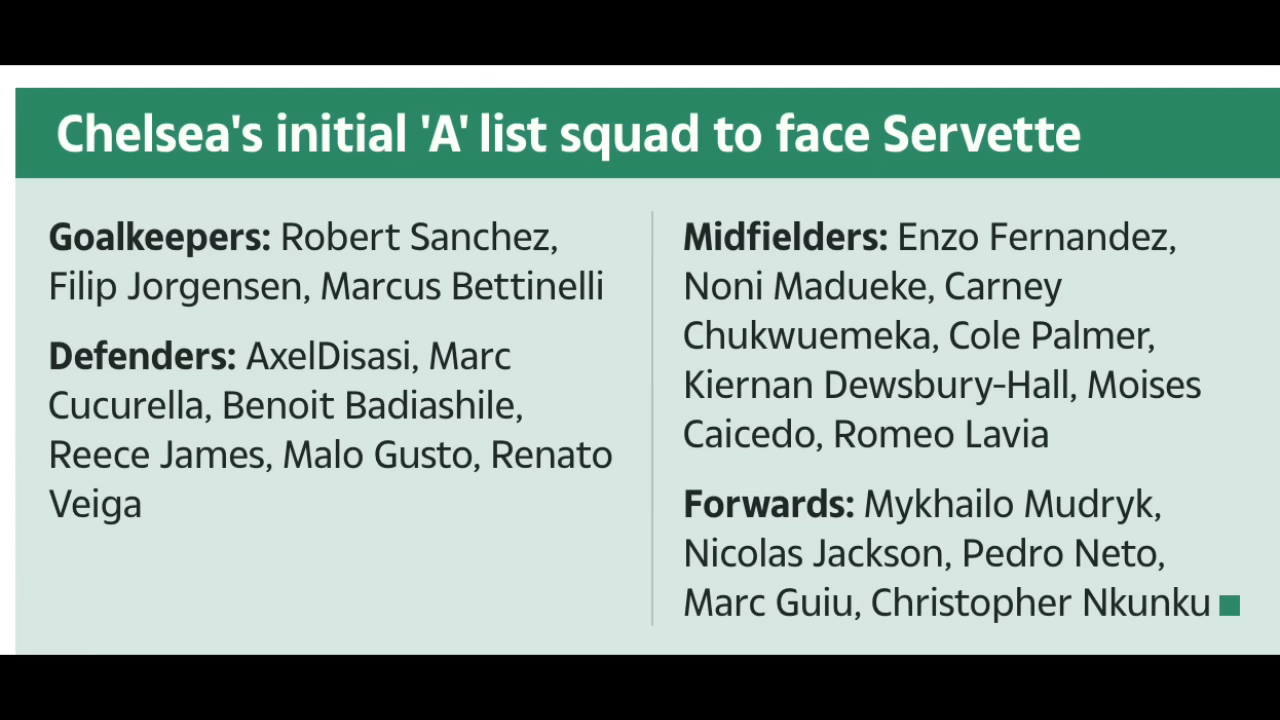 Chelsea's initial 'A' list squad to face Servette
Goalkeepers: Robert Sanchez,
Filip Jorgensen, Marcus Bettinelli
Defenders: AxelDisasi, Marc
Cucurella, Benoit Badiashile,
Reece James, Malo Gusto, Renato
Veiga
Midfielders: Enzo Fernandez,
Noni Madueke, Carney
Chukwuemeka, Cole Palmer,
Kiernan Dewsbury-Hall, Moises
Caicedo, Romeo Lavia
Forwards: Mykhailo Mudryk,
Nicolas Jackson, Pedro Neto,
Marc Guiu, Christopher Nkunku